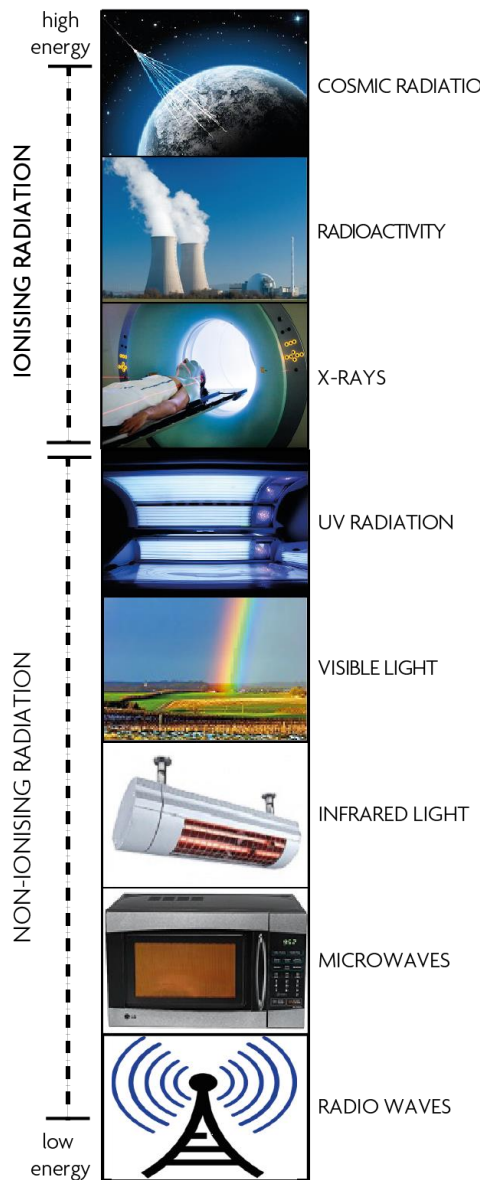 high
energy
COSMIC RADIATIO
RADIOACTIVITY
IONISING RADIATION
X-RAYS
UV RADIATION
VISIBLE LIGHT
NON-IONISING RADIATION
INFRARED LIGHT
MICROWAVES
LG
RADIO WAVES
low
energy